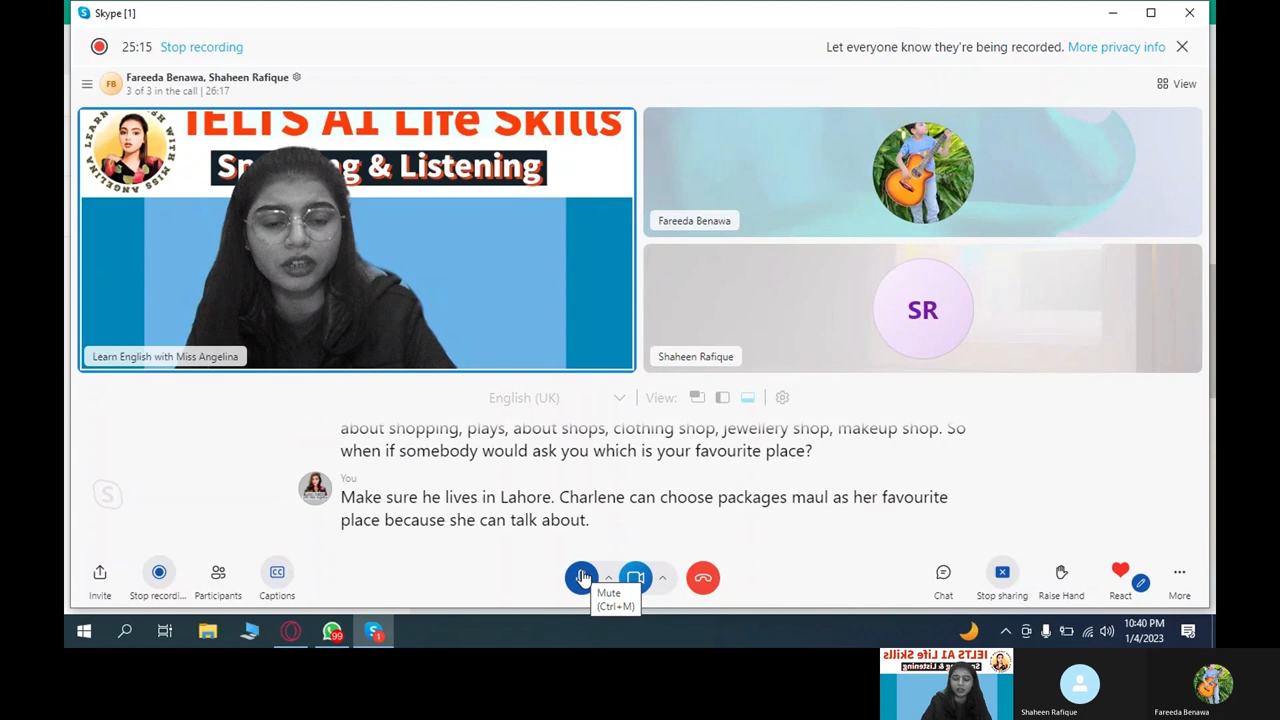 Skype [1]
25:15 Stop recording
Let everyone know they're being recorded. More privacy info
FB
Fareeda Benawa, Shaheen Rafique
3 of 3 in the call | 26:17
View
IELTS A1 Life Skills
Speaking & Listening
Learn English with Miss Angelina
Fareeda Benawa
SR
Shaheen Rafique
English (UK)
View:
about shopping, plays, about shops, clothing shop, jewellery shop, makeup shop. So
when if somebody would ask you which is your favourite place?
You
Make sure he lives in Lahore. Charlene can choose packages maul as her favourite
place because she can talk about.
Invite
Stop recordi...
Participants
CC
Captions
Mute
(Ctrl+M)
Chat
Stop sharing
Raise Hand
React
More
99
1
10:40 PM
1/4/2023
IELTS A1 Life Skills
Shaheen Rafique
Fareeda Benawa